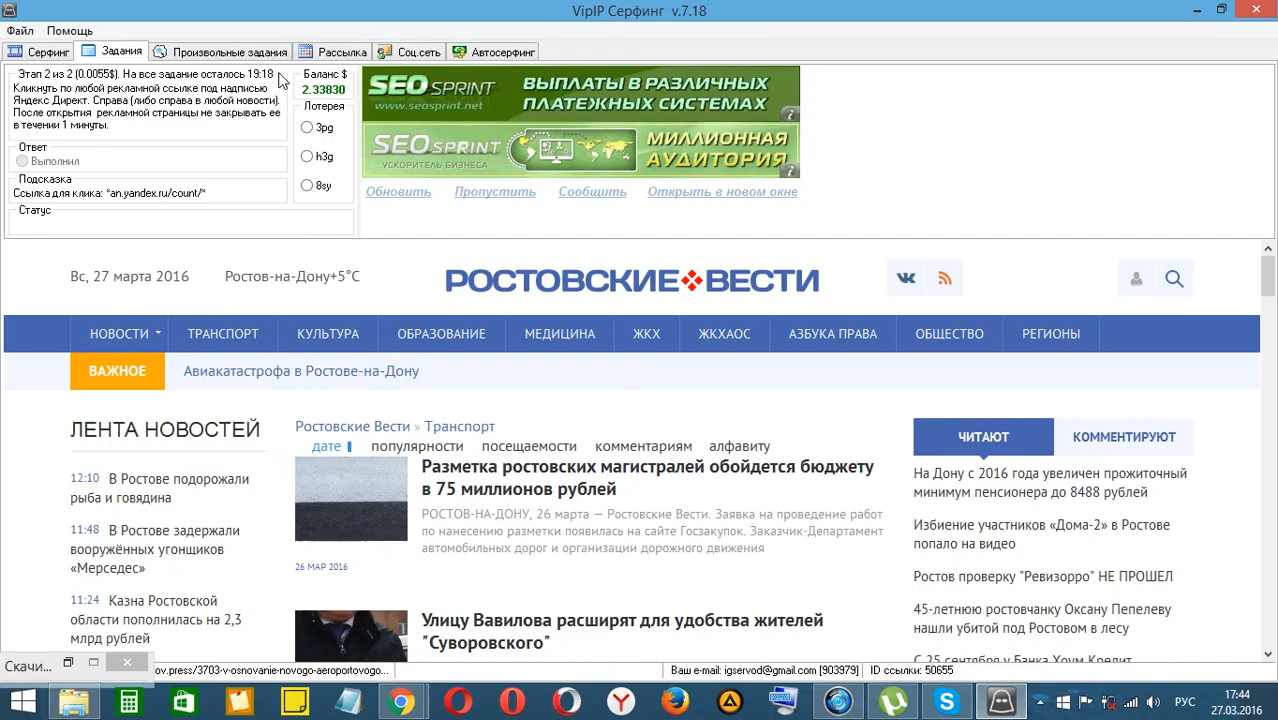 VipIP Серфинг v.7.18
Файл Помощь
Серфинг Задания Произвольные задания Рассылка Соц.сеть Автосерфинг
Этап 2 из 2 (0.0055$). На все задание осталось 19:18
Кликнуть по любой рекламной ссылке под надписью
Яндекс Директ. Справа (либо справа в любой новости).
После открытия рекламной страницы не закрывать ее
в течении 1 минуты.
Ответ
Выполнил
Подсказка
Ссылка для клика: *an.yandex.ru/count/*
Статус
Баланс $
2.33830
Лотерея
3pg
h3g
8sy
SEO SPRINT
www.seosprint.net
ВЫПЛАТЫ В РАЗЛИЧНЫХ
ПЛАТЕЖНЫХ СИСТЕМАХ
SEO SPRINT
УСКОРИТЕЛЬ БИЗНЕСА
МИЛЛИОННАЯ
АУДИТОРИЯ
Обновить Пропустить Сообщить Открыть в новом окне
Вс, 27 марта 2016 Ростов-на-Дону+5°C
РОСТОВСКИЕ ВЕСТИ
НОВОСТИ ТРАНСПОРТ КУЛЬТУРА ОБРАЗОВАНИЕ МЕДИЦИНА ЖКХ ЖКХАОС АЗБУКА ПРАВА ОБЩЕСТВО РЕГИОНЫ
ВАЖНОЕ Авиакатастрофа в Ростове-на-Дону
ЛЕНТА НОВОСТЕЙ
12:10 В Ростове подорожали
рыба и говядина
11:48 В Ростове задержали
вооружённых угонщиков
«Мерседес»
11:24 Казна Ростовской
области пополнилась на 2,3
млрд рублей
Ростовские Вести » Транспорт
дате популярности посещаемости комментариям алфавиту
Разметка ростовских магистралей обойдется бюджету
в 75 миллионов рублей
РОСТОВ-НА-ДОНУ, 26 марта — Ростовские Вести. Заявка на проведение работ
по нанесению разметки появилась на сайте Госзакупок. Заказчик-Департамент
автомобильных дорог и организации дорожного движения
26 МАР 2016
Улицу Вавилова расширят для удобства жителей
"Суворовского"
ЧИТАЮТ КОММЕНТИРУЮТ
На Дону с 2016 года увеличен прожиточный
минимум пенсионера до 8488 рублей
Избиение участников «Дома-2» в Ростове
попало на видео
Ростов проверку "Ревизорро" НЕ ПРОШЕЛ
45-летнюю ростовчанку Оксану Пепелеву
нашли убитой под Ростовом в лесу
С 25 сентября у Банка Хоум Кредит
Скачи...
ov.press/3703-v-osnovanie-novogo-aeroportovogo...
Ваш e-mail: igservod@gmail.com [903979]
ID ссылки: 50655
РУС
17:44
27.03.2016